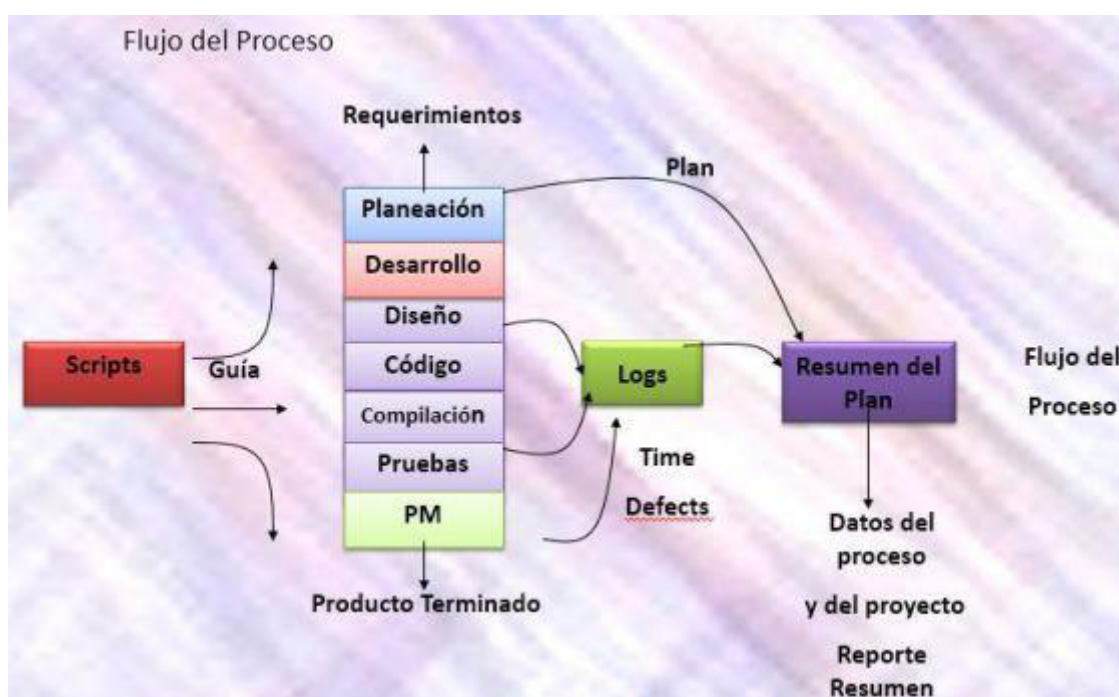 Flujo del Proceso
Requerimientos
Plan
Planeación
Desarrollo
Diseño
Código
Compilación
Pruebas
PM
Producto Terminado
Scripts
Guía
Logs
Time
Defects
Resumen del
Plan
Datos del
proceso
y del proyecto
Reporte
Resumen
Flujo del
Proceso